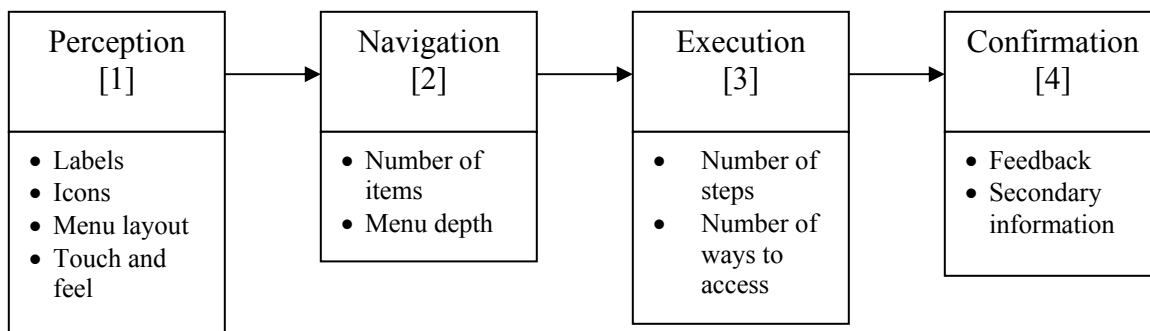 Perception
[1]
• Labels
• Icons
• Menu layout
• Touch and
feel
Navigation
[2]
• Number of
items
• Menu depth
Execution
[3]
• Number of
steps
• Number of
ways to
access
Confirmation
[4]
• Feedback
• Secondary
information